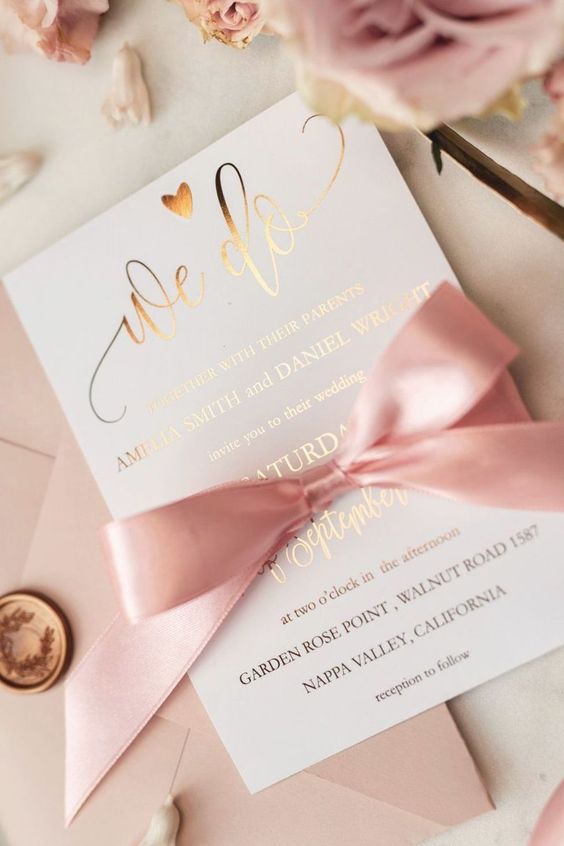 we do
TOGETHER WITH THEIR PARENTS
AMELIA SMITH and DANIEL WRIGHT
invite you to their wedding
SATURDA
September
at two o'clock in the afternoon
GARDEN ROSE POINT , WALNUT ROAD 1587
NAPPA VALLEY, CALIFORNIA
reception to follow